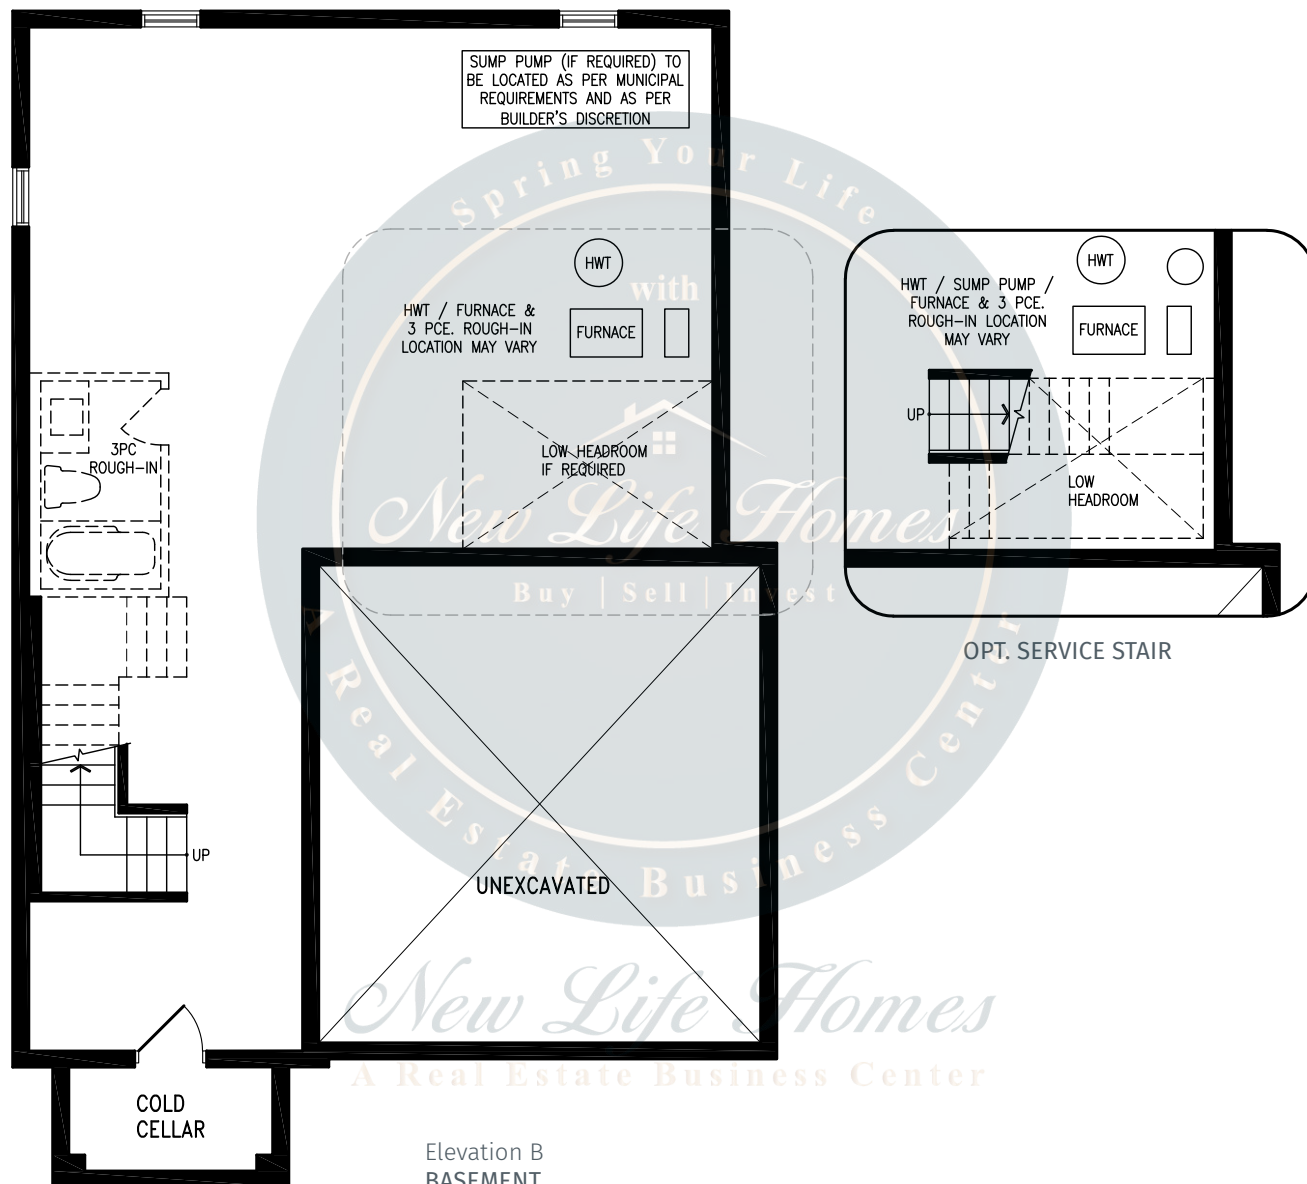 SUMP PUMP (IF REQUIRED) TO
BE LOCATED AS PER MUNICIPAL
REQUIREMENTS AND AS PER
BUILDER'S DISCRETION
Spring Your Life
with
New Life Homes
Buy | Sell | Invest
A Real Estate Business Center
HWT
HWT / FURNACE &
3 PCE. ROUGH-IN
LOCATION MAY VARY
FURNACE
LOW HEADROOM
IF REQUIRED
3PC
ROUGH-IN
UP
UNEXCAVATED
COLD
CELLAR
HWT
HWT / SUMP PUMP /
FURNACE & 3 PCE.
ROUGH-IN LOCATION
MAY VARY
FURNACE
UP
LOW
HEADROOM
OPT. SERVICE STAIR
New Life Homes
A Real Estate Business Center
Elevation B
BASEMENT